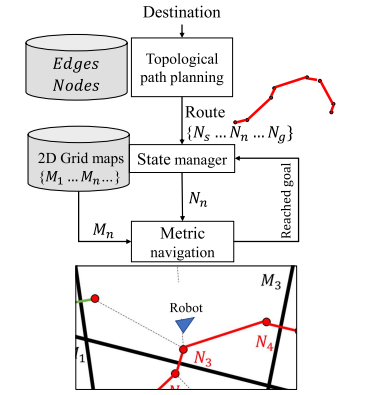 Destination
Edges
Nodes
Topological
path planning
Route
{N_s ... N_n ... N_g}
2D Grid maps
{M_1 ... M_n ...}
State manager
N_n
Reached goal
M_n
Metric
navigation
M_3
Robot
N_4
N_3